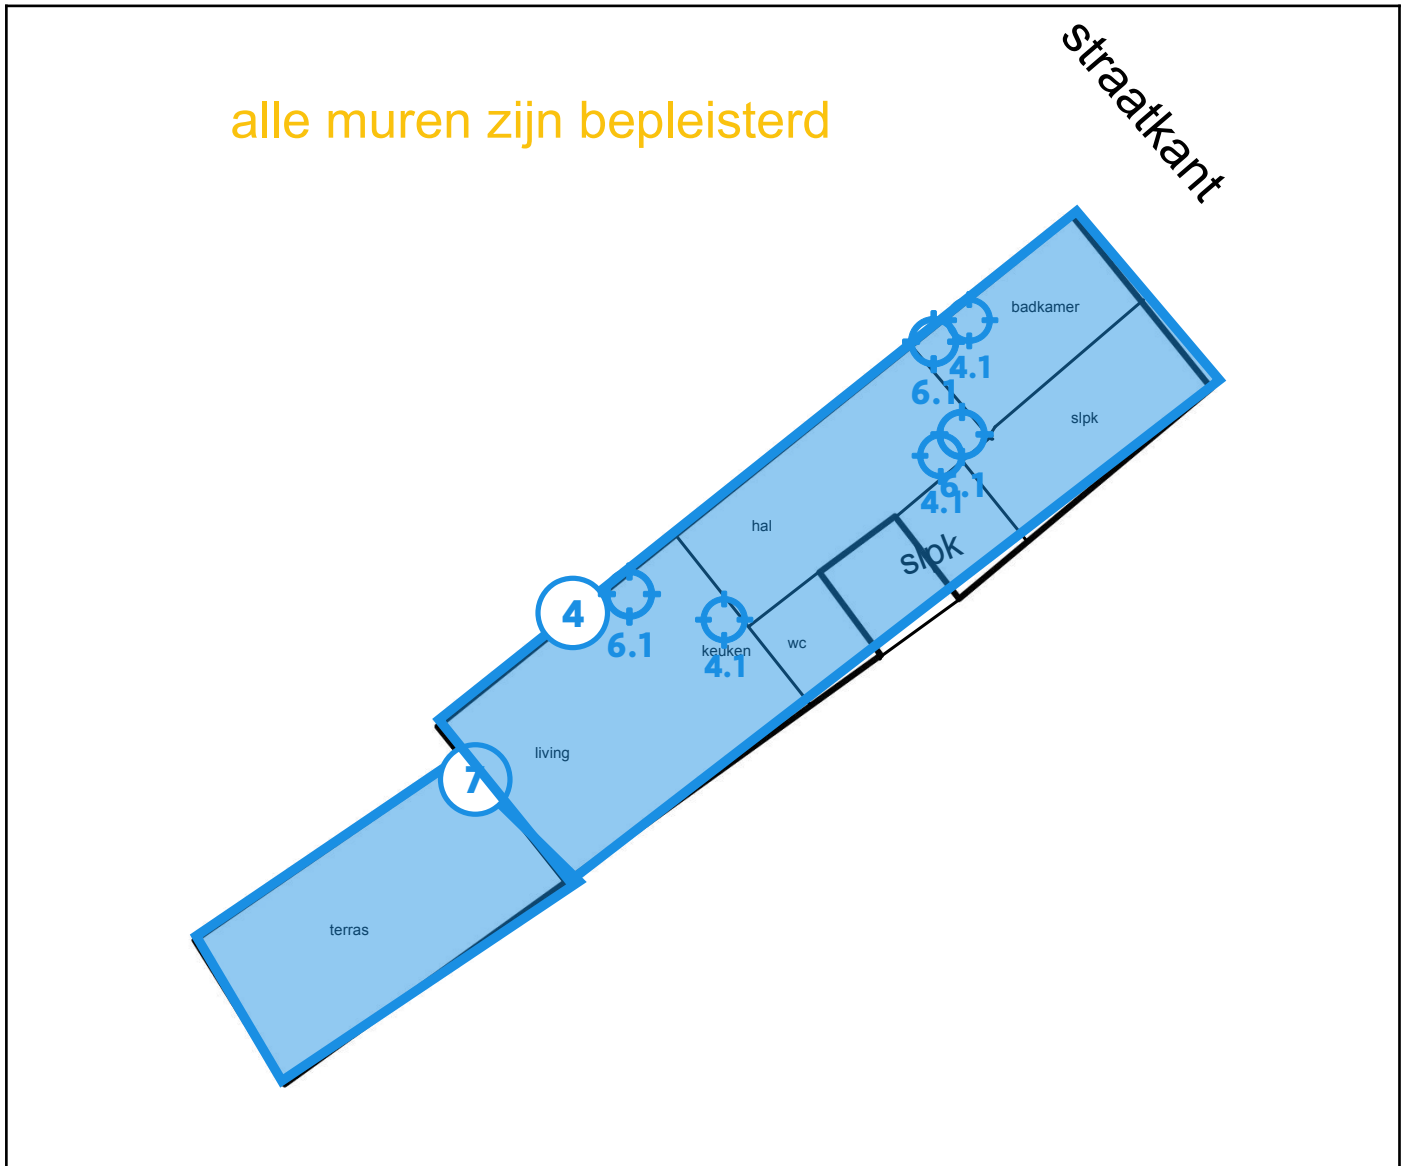 straatkant
alle muren zijn bepleisterd
badkamer
4.1
6.1
slpk
6.1
4.1
hal
slpk
4
6.1
keuken
4.1
wc
living
7
terras